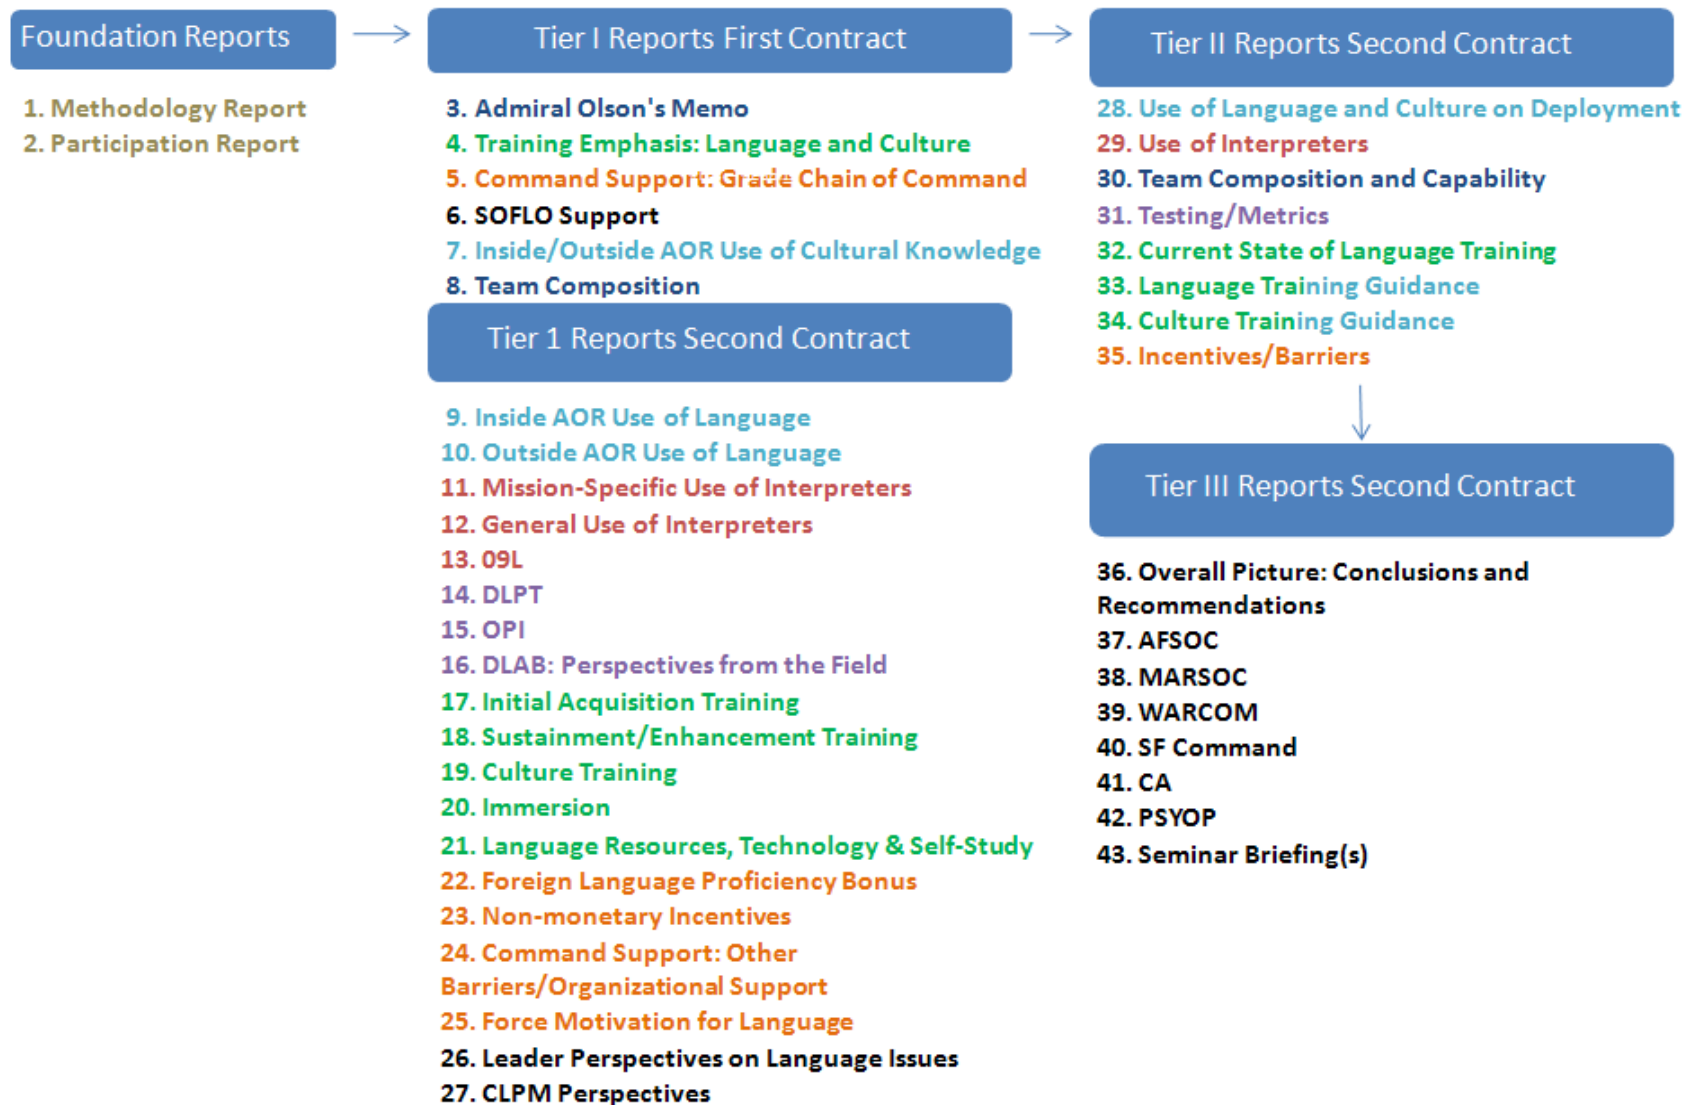 Foundation Reports
1. Methodology Report
2. Participation Report
Tier I Reports First Contract
3. Admiral Olson's Memo
4. Training Emphasis: Language and Culture
5. Command Support: Grade Chain of Command
6. SOFLO Support
7. Inside/Outside AOR Use of Cultural Knowledge
8. Team Composition
Tier 1 Reports Second Contract
9. Inside AOR Use of Language
10. Outside AOR Use of Language
11. Mission-Specific Use of Interpreters
12. General Use of Interpreters
13. 09L
14. DLPT
15. OPI
16. DLAB: Perspectives from the Field
17. Initial Acquisition Training
18. Sustainment/Enhancement Training
19. Culture Training
20. Immersion
21. Language Resources, Technology & Self-Study
22. Foreign Language Proficiency Bonus
23. Non-monetary Incentives
24. Command Support: Other
Barriers/Organizational Support
25. Force Motivation for Language
26. Leader Perspectives on Language Issues
27. CLPM Perspectives
Tier II Reports Second Contract
28. Use of Language and Culture on Deployment
29. Use of Interpreters
30. Team Composition and Capability
31. Testing/Metrics
32. Current State of Language Training
33. Language Training Guidance
34. Culture Training Guidance
35. Incentives/Barriers
Tier III Reports Second Contract
36. Overall Picture: Conclusions and
Recommendations
37. AFSOC
38. MARSOC
39. WARCOM
40. SF Command
41. CA
42. PSYOP
43. Seminar Briefing(s)